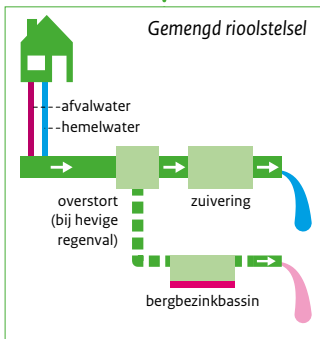 Gemengd rioolstelsel
afvalwater
hemelwater
overstort
(bij hevige
regenval)
zuivering
bergbezinkbassin